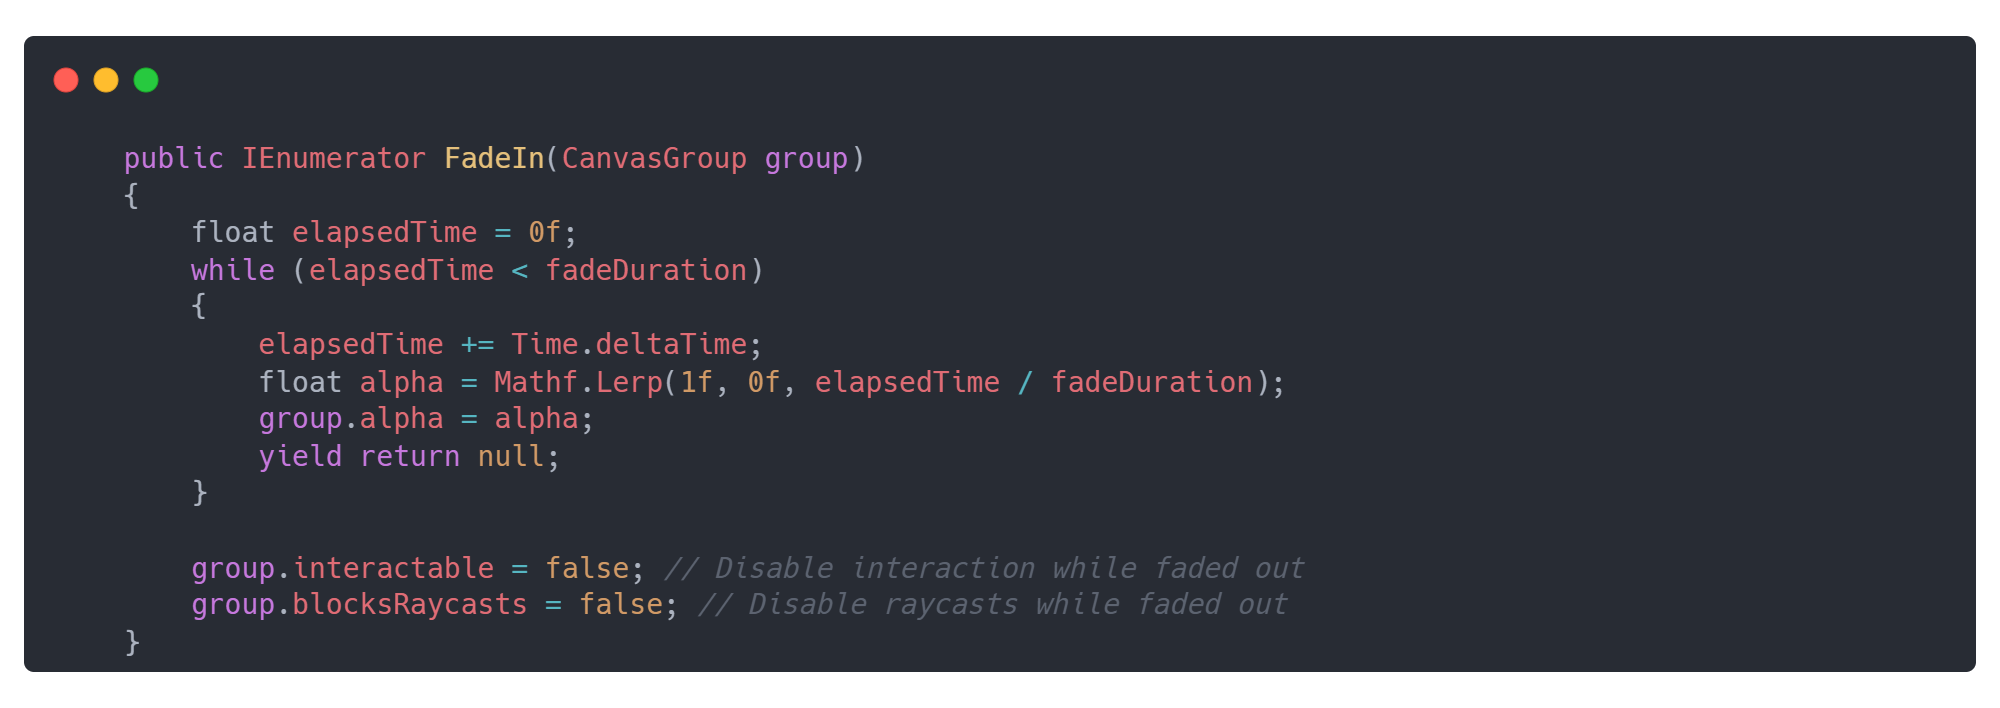 public IEnumerator FadeIn(CanvasGroup group)
{
    float elapsedTime = 0f;
    while (elapsedTime < fadeDuration)
    {
        elapsedTime += Time.deltaTime;
        float alpha = Mathf.Lerp(1f, 0f, elapsedTime / fadeDuration);
        group.alpha = alpha;
        yield return null;
    }

    group.interactable = false; // Disable interaction while faded out
    group.blocksRaycasts = false; // Disable raycasts while faded out
}